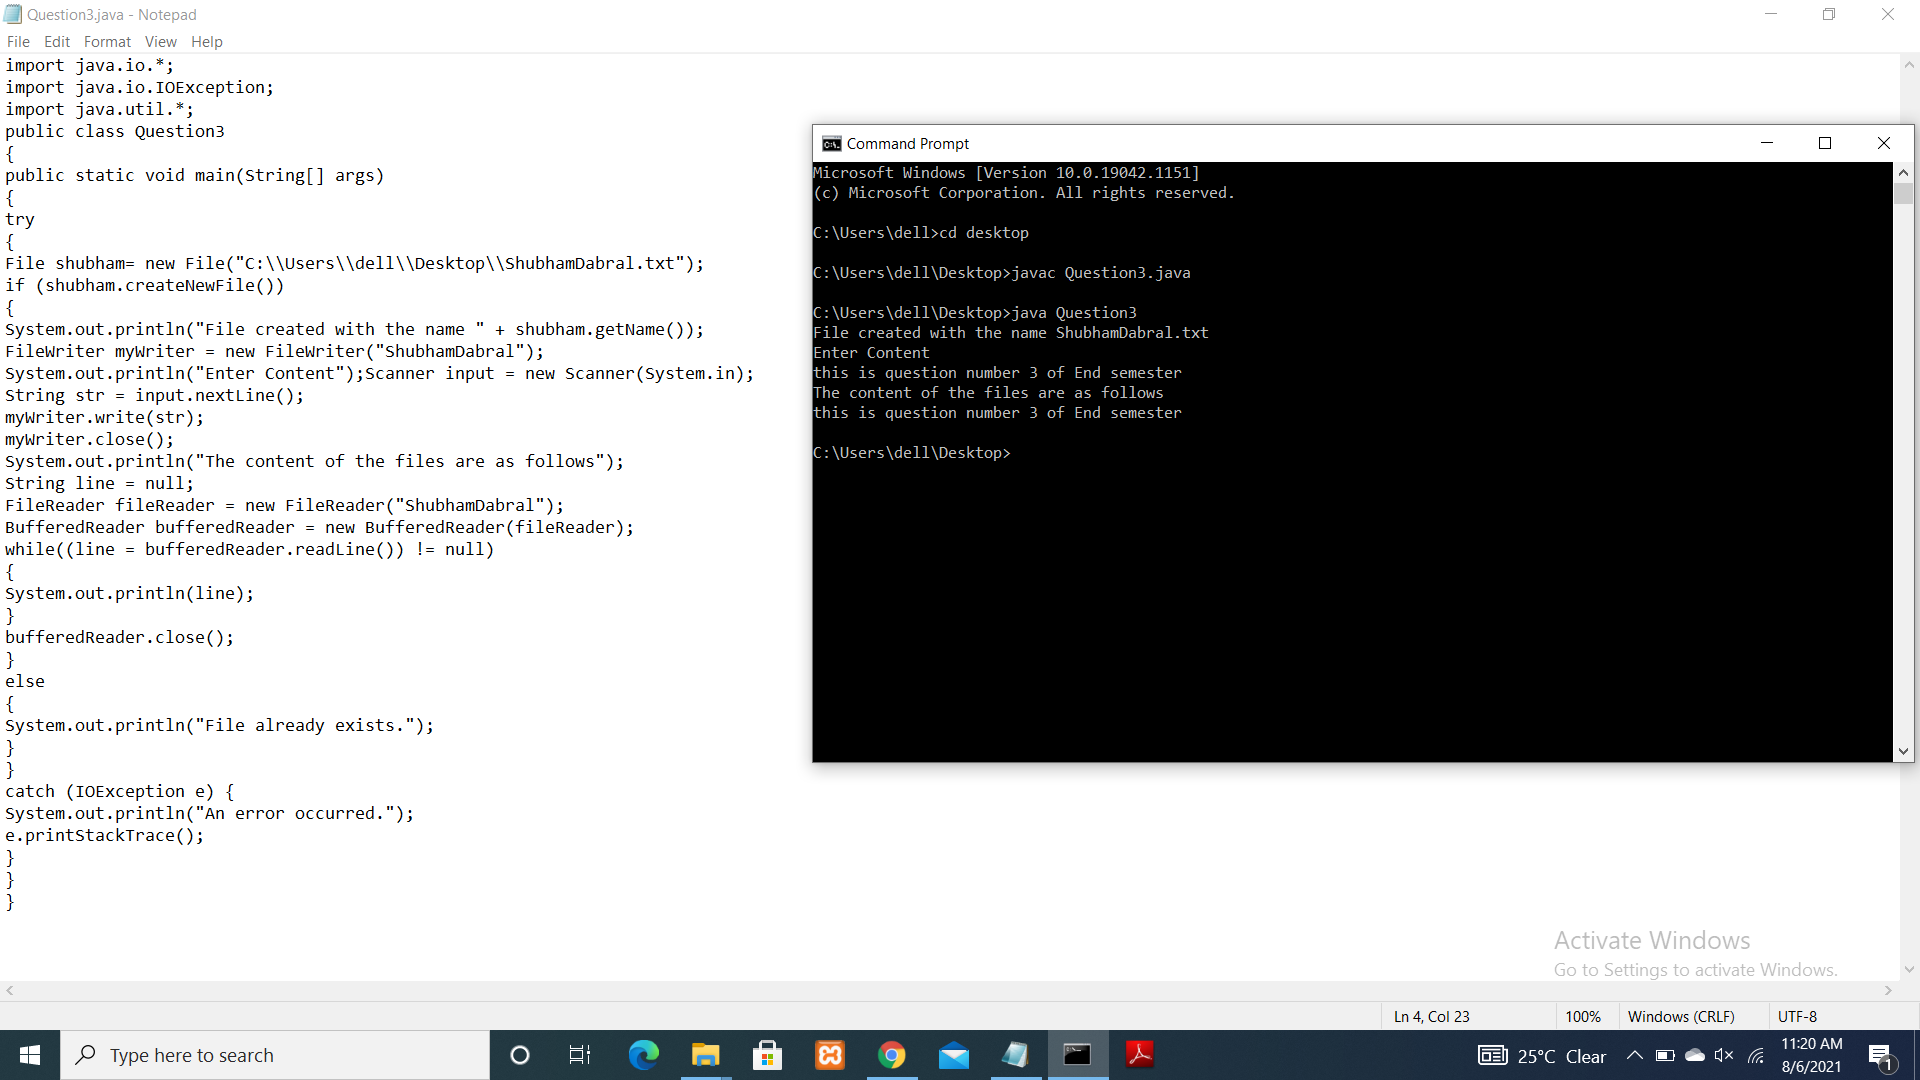 Question3.java - Notepad
File Edit Format View Help
import java.io.*;
import java.io.IOException;
import java.util.*;
public class Question3
{
public static void main(String[] args)
{
try
{
File shubham= new File("C:\\Users\\dell\\Desktop\\ShubhamDabral.txt");
if (shubham.createNewFile())
{
System.out.println("File created with the name " + shubham.getName());
FileWriter myWriter = new FileWriter("ShubhamDabral");
System.out.println("Enter Content");Scanner input = new Scanner(System.in);
String str = input.nextLine();
myWriter.write(str);
myWriter.close();
System.out.println("The content of the files are as follows");
String line = null;
FileReader fileReader = new FileReader("ShubhamDabral");
BufferedReader bufferedReader = new BufferedReader(fileReader);
while((line = bufferedReader.readLine()) != null)
{
System.out.println(line);
}
bufferedReader.close();
}
else
{
System.out.println("File already exists.");
}
}
catch (IOException e) {
System.out.println("An error occurred.");
e.printStackTrace();
}
}
}
C:\. Command Prompt
Microsoft Windows [Version 10.0.19042.1151]
(c) Microsoft Corporation. All rights reserved.
C:\Users\dell>cd desktop
C:\Users\dell\Desktop>javac Question3.java
C:\Users\dell\Desktop>java Question3
File created with the name ShubhamDabral.txt
Enter Content
this is question number 3 of End semester
The content of the files are as follows
this is question number 3 of End semester
C:\Users\dell\Desktop>
Activate Windows
Go to Settings to activate Windows.
Ln 4, Col 23 100% Windows (CRLF) UTF-8
Type here to search
25°C Clear
11:20 AM
8/6/2021
1